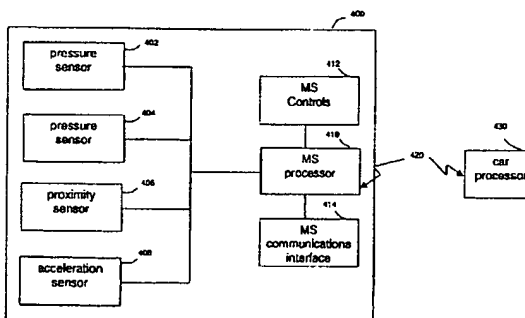 400
402
pressure
sensor
404
pressure
sensor
406
proximity
sensor
408
acceleration
sensor
412
MS
Controls
410
MS
processor
414
MS
communications
interface
420
430
car
processor